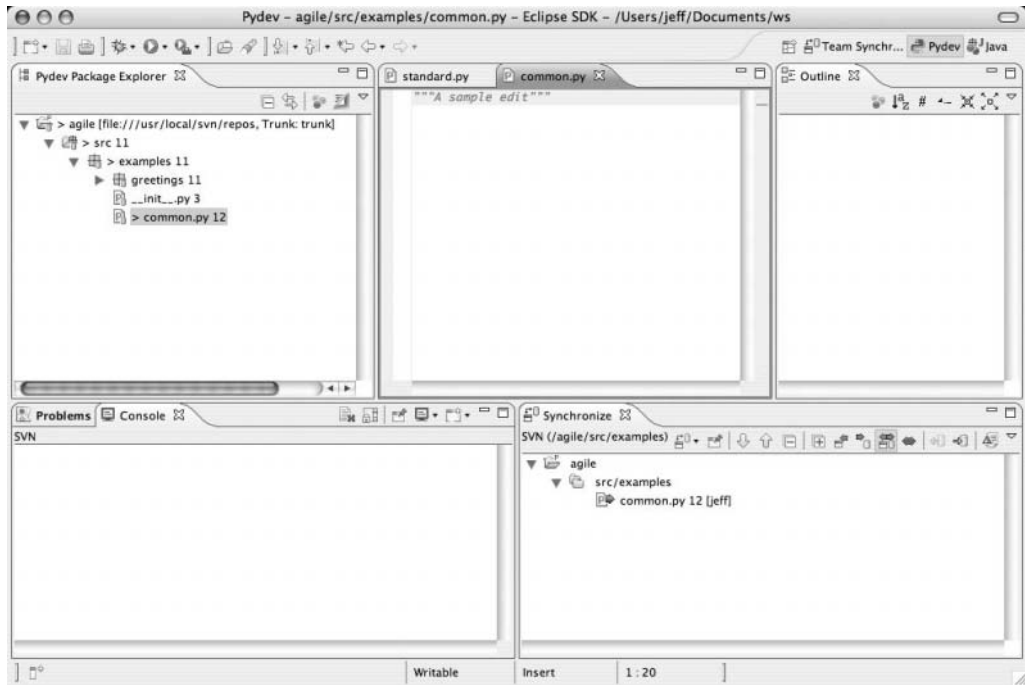 Pydev – agile/src/examples/common.py – Eclipse SDK – /Users/jeff/Documents/ws
Team Synchr... Pydev Java
Pydev Package Explorer
standard.py common.py
Outline
"""A sample edit"""
> agile [file:///usr/local/svn/repos, Trunk: trunk]
> src 11
> examples 11
greetings 11
__init__.py 3
> common.py 12
Problems Console
Synchronize
SVN
SVN (/agile/src/examples)
agile
src/examples
common.py 12 [jeff]
Writable Insert 1:20